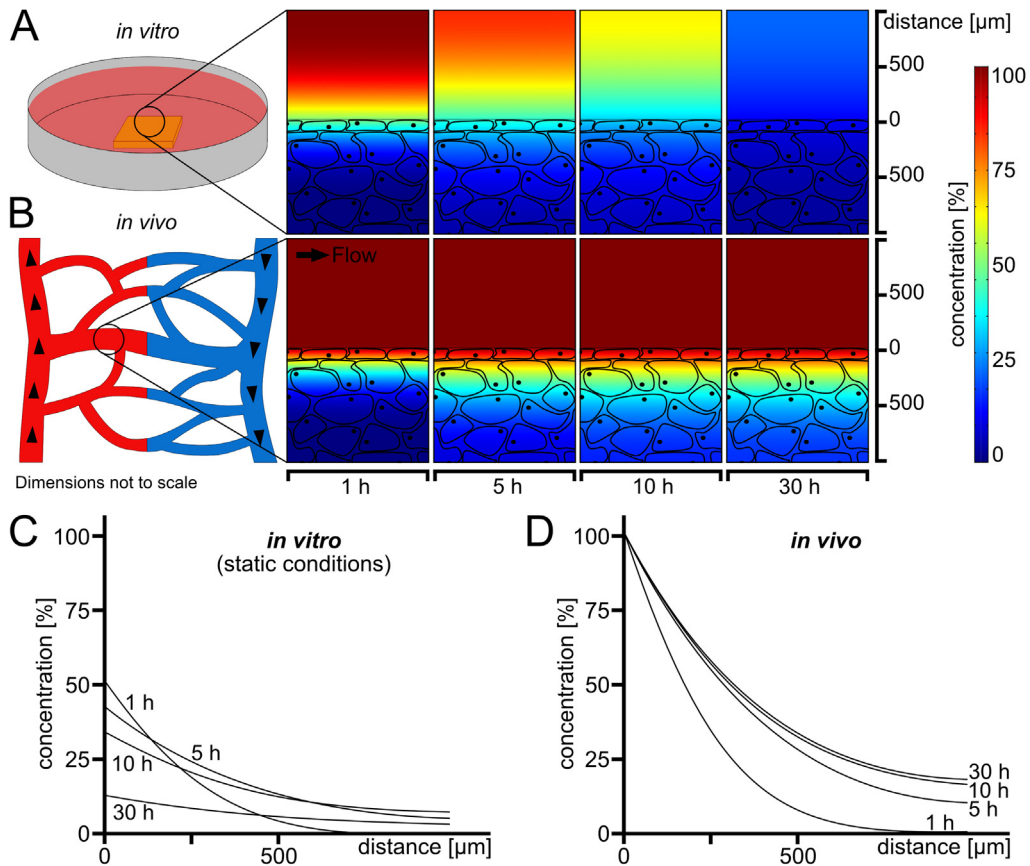 A
in vitro
distance [µm]
500
0
500
B
in vivo
Flow
500
0
500
100
75
50
25
0
concentration [%]
Dimensions not to scale
1 h
5 h
10 h
30 h
C
in vitro
(static conditions)
100
75
50
25
0
concentration [%]
1 h
5 h
10 h
30 h
500
distance [µm]
D
in vivo
100
75
50
25
0
concentration [%]
30 h
10 h
5 h
1 h
0
500
distance [µm]